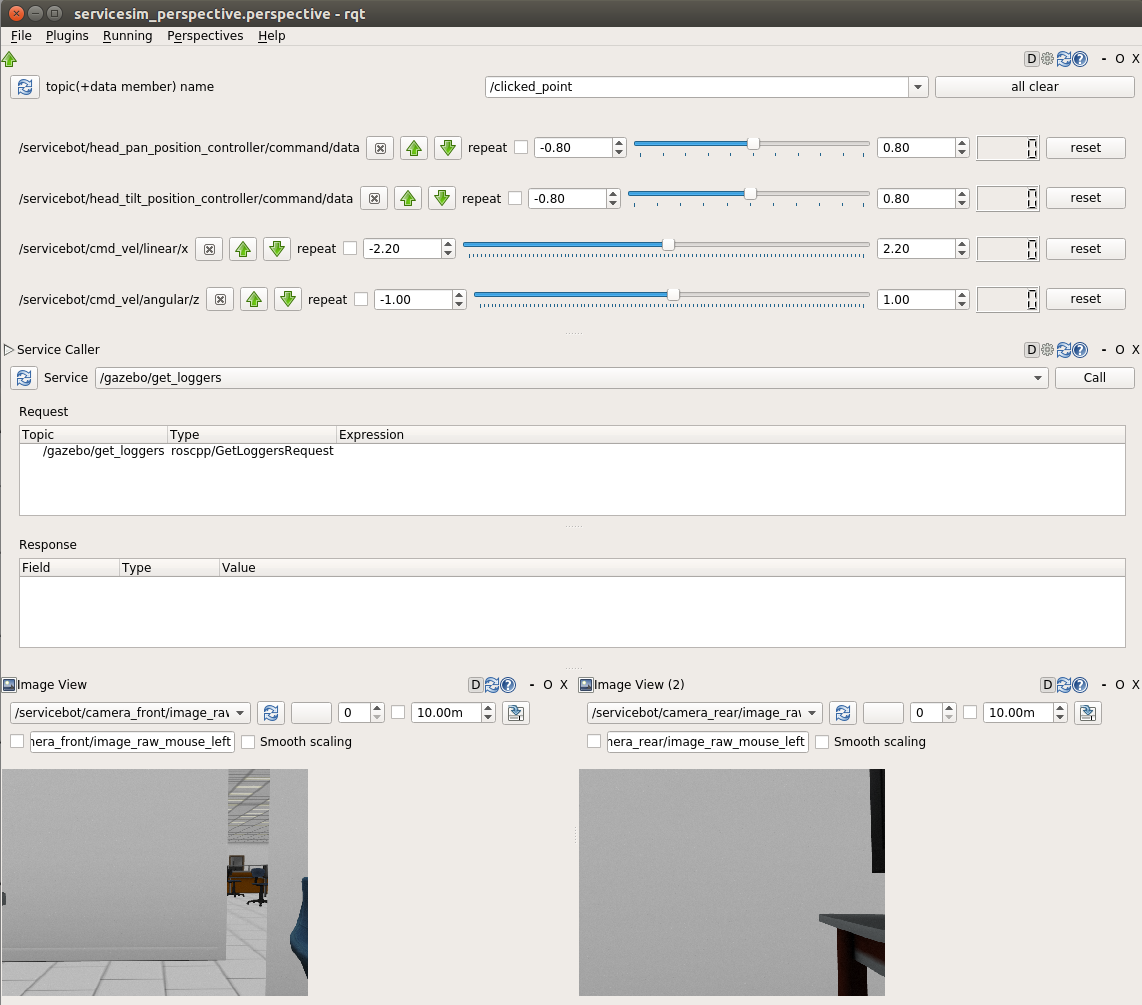 servicesim_perspective.perspective - rqt
File Plugins Running Perspectives Help
D - O X
topic(+data member) name /clicked_point all clear
/servicebot/head_pan_position_controller/command/data repeat -0.80 0.80 0 reset
/servicebot/head_tilt_position_controller/command/data repeat -0.80 0.80 0 reset
/servicebot/cmd_vel/linear/x repeat -2.20 2.20 0 reset
/servicebot/cmd_vel/angular/z repeat -1.00 1.00 0 reset
Service Caller D - O X
Service /gazebo/get_loggers Call
Request
Topic Type Expression
/gazebo/get_loggers roscpp/GetLoggersRequest
Response
Field Type Value
Image View D - O X Image View (2) D - O X
/servicebot/camera_front/image_rav 0 10.00m /servicebot/camera_rear/image_rav 0 10.00m
nera_front/image_raw_mouse_left Smooth scaling nera_rear/image_raw_mouse_left Smooth scaling